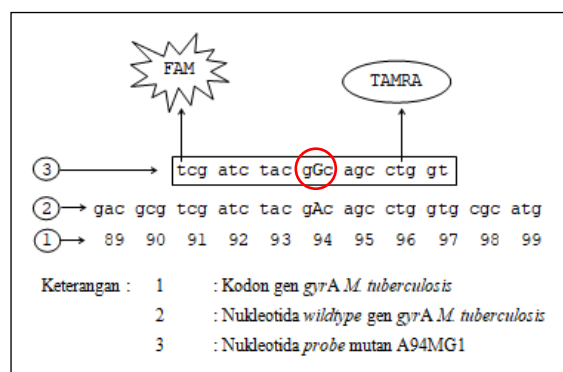 FAM
TAMRA
3 tcg atc tac gGc agc ctg gt
2 gac gcg tcg atc tac gAc agc ctg gtg cgc atg
1 89 90 91 92 93 94 95 96 97 98 99
Keterangan : 1 : Kodon gen gyrA M. tuberculosis
2 : Nukleotida wildtype gen gyrA M. tuberculosis
3 : Nukleotida probe mutan A94MG1